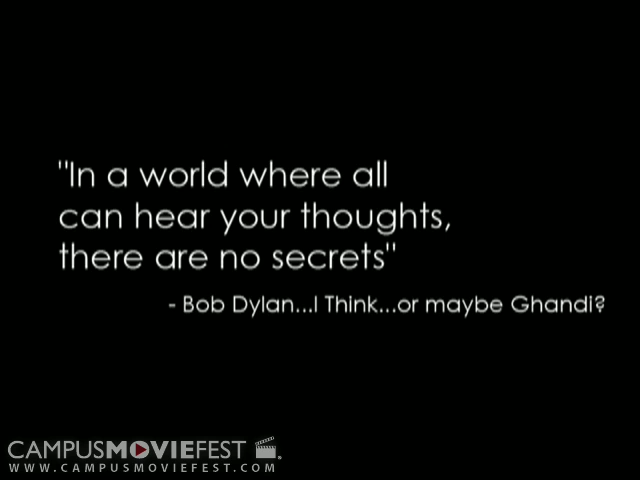 "In a world where all
can hear your thoughts,
there are no secrets"
- Bob Dylan...I Think...or maybe Ghandi?
CAMPUSMOVIEFEST
WWW.CAMPUSMOVIEFEST.COM